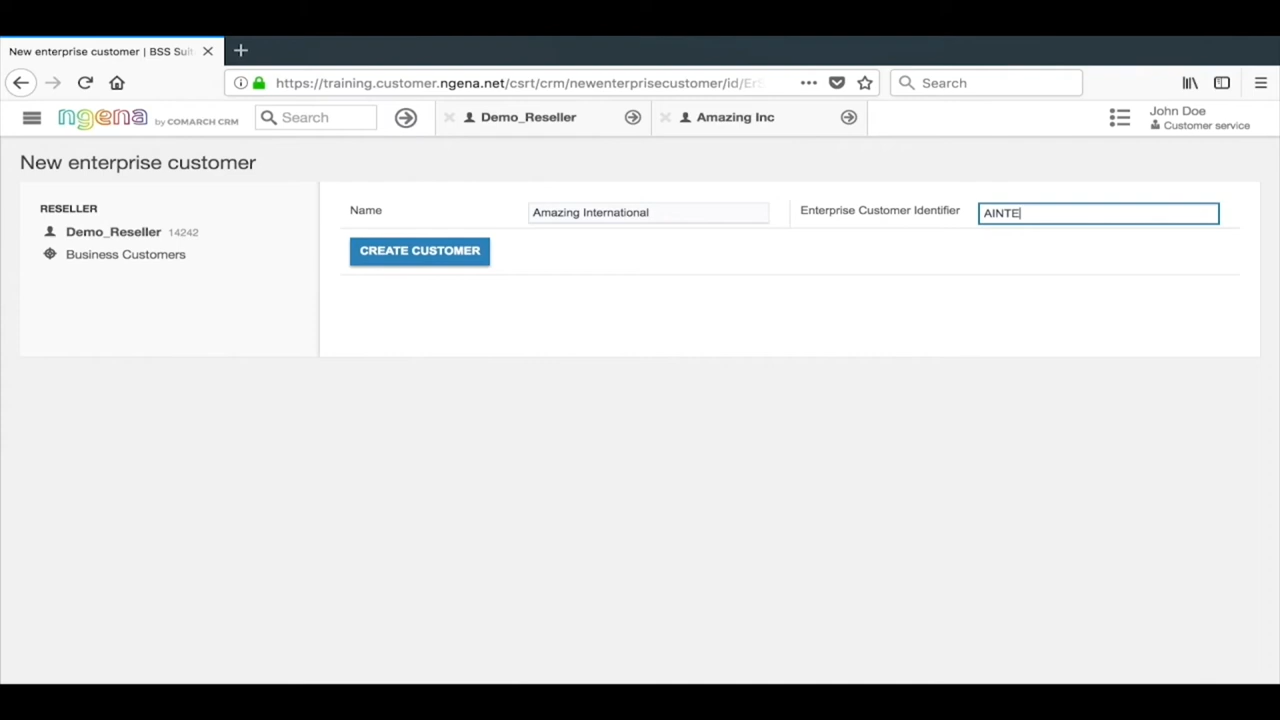 New enterprise customer | BSS Suit
https://training.customer.ngena.net/csrt/crm/newenterprisecustomer/id/Er
Search
ngena by COMARCH CRM
Search
Demo_Reseller
Amazing Inc
John Doe
Customer service
New enterprise customer
RESELLER
Demo_Reseller 14242
Business Customers
Name
Amazing International
Enterprise Customer Identifier
AINTE
CREATE CUSTOMER